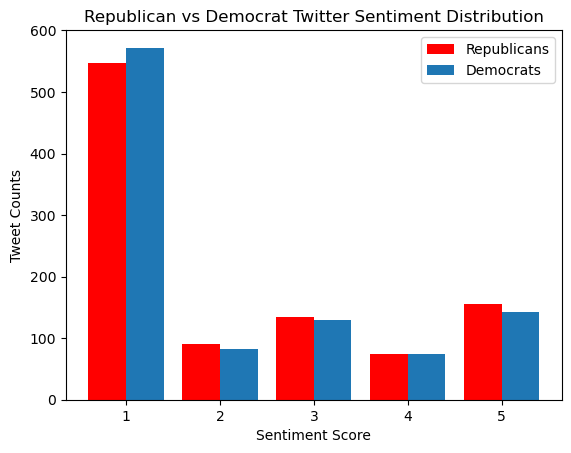 Republican vs Democrat Twitter Sentiment Distribution
Republicans
Democrats
600
500
400
300
200
100
0
Tweet Counts
1 2 3 4 5
Sentiment Score